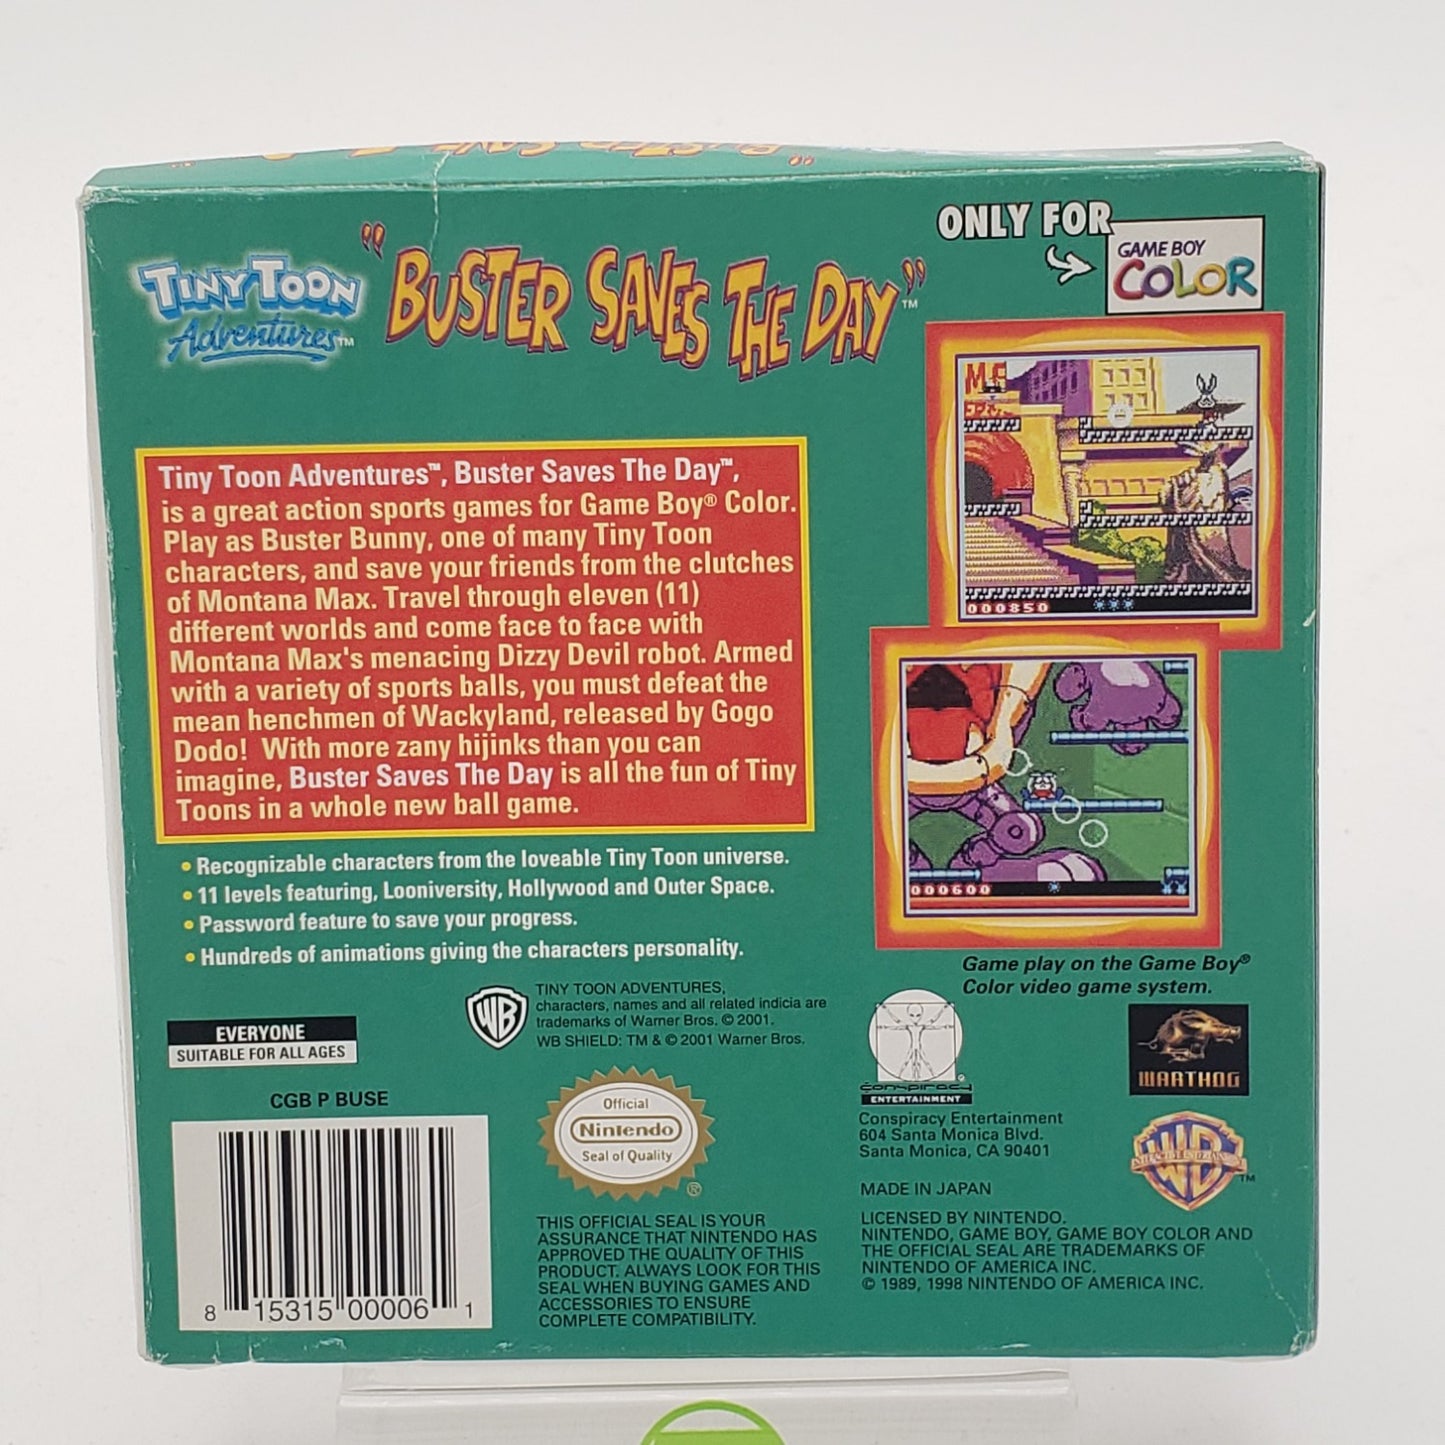 TINY TOON
Adventures™
"BUSTER SAVES THE DAY"™
ONLY FOR
GAME BOY
COLOR
Tiny Toon Adventures™, Buster Saves The Day™,
is a great action sports games for Game Boy® Color.
Play as Buster Bunny, one of many Tiny Toon
characters, and save your friends from the clutches
of Montana Max. Travel through eleven (11)
different worlds and come face to face with
Montana Max's menacing Dizzy Devil robot. Armed
with a variety of sports balls, you must defeat the
mean henchmen of Wackyland, released by Gogo
Dodo! With more zany hijinks than you can
imagine, Buster Saves The Day is all the fun of Tiny
Toons in a whole new ball game.
• Recognizable characters from the loveable Tiny Toon universe.
• 11 levels featuring, Looniversity, Hollywood and Outer Space.
• Password feature to save your progress.
• Hundreds of animations giving the characters personality.
000850
000600
Game play on the Game Boy®
Color video game system.
WB
TINY TOON ADVENTURES,
characters, names and all related indicia are
trademarks of Warner Bros. © 2001.
WB SHIELD: TM & © 2001 Warner Bros.
EVERYONE
SUITABLE FOR ALL AGES
CGB P BUSE
8 15315 00006 1
Official
Nintendo
Seal of Quality
®
THIS OFFICIAL SEAL IS YOUR
ASSURANCE THAT NINTENDO HAS
APPROVED THE QUALITY OF THIS
PRODUCT. ALWAYS LOOK FOR THIS
SEAL WHEN BUYING GAMES AND
ACCESSORIES TO ENSURE
COMPLETE COMPATIBILITY.
conspiracy
ENTERTAINMENT
Conspiracy Entertainment
604 Santa Monica Blvd.
Santa Monica, CA 90401
WARTHOG
WB
INTERACTIVE ENTERTAINMENT
™
MADE IN JAPAN
LICENSED BY NINTENDO.
NINTENDO, GAME BOY, GAME BOY COLOR AND
THE OFFICIAL SEAL ARE TRADEMARKS OF
NINTENDO OF AMERICA INC.
© 1989, 1998 NINTENDO OF AMERICA INC.